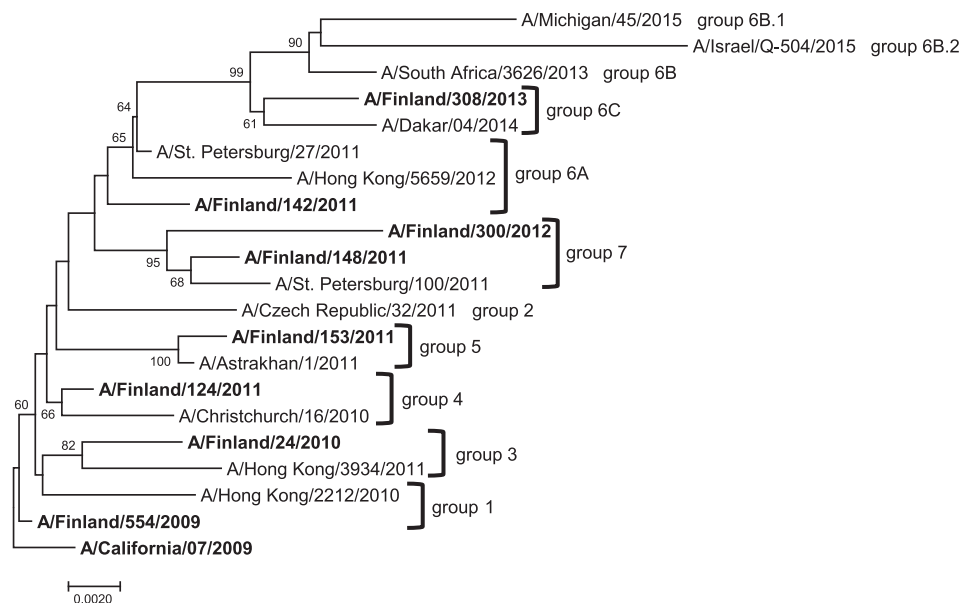 A/Michigan/45/2015 group 6B.1
90
A/Israel/Q-504/2015 group 6B.2
99
A/South Africa/3626/2013 group 6B
A/Finland/308/2013
group 6C
61
A/Dakar/04/2014
64
65
A/St. Petersburg/27/2011
group 6A
A/Hong Kong/5659/2012
A/Finland/142/2011
A/Finland/300/2012
95
A/Finland/148/2011
group 7
68
A/St. Petersburg/100/2011
A/Czech Republic/32/2011 group 2
A/Finland/153/2011
group 5
100
A/Astrakhan/1/2011
A/Finland/124/2011
group 4
60
66
A/Christchurch/16/2010
82
A/Finland/24/2010
group 3
A/Hong Kong/3934/2011
A/Hong Kong/2212/2010
group 1
A/Finland/554/2009
A/California/07/2009
0.0020